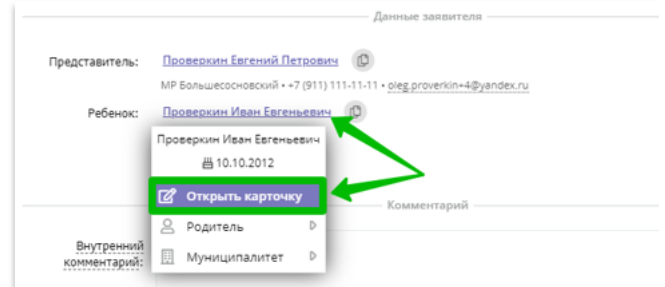 Данные заявителя
Представитель: Проверкин Евгений Петрович
МР Большесосновский • +7 (911) 111-11-11 • oleg.proverkin+4@yandex.ru
Ребенок: Проверкин Иван Евгеньевич
Проверкин Иван Евгеньевич
10.10.2012
Открыть карточку
Комментарий
Родитель
Муниципалитет
Внутренний
комментарий: